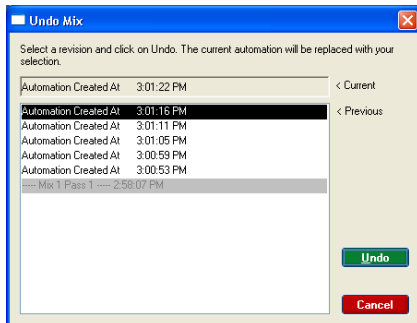 Undo Mix
Select a revision and click on Undo. The current automation will be replaced with your
selection.
Automation Created At 3:01:22 PM
< Current
Automation Created At 3:01:16 PM
< Previous
Automation Created At 3:01:11 PM
Automation Created At 3:01:05 PM
Automation Created At 3:00:59 PM
Automation Created At 3:00:53 PM
---- Mix 1 Pass 1 ---- 2:58:07 PM
Undo
Cancel